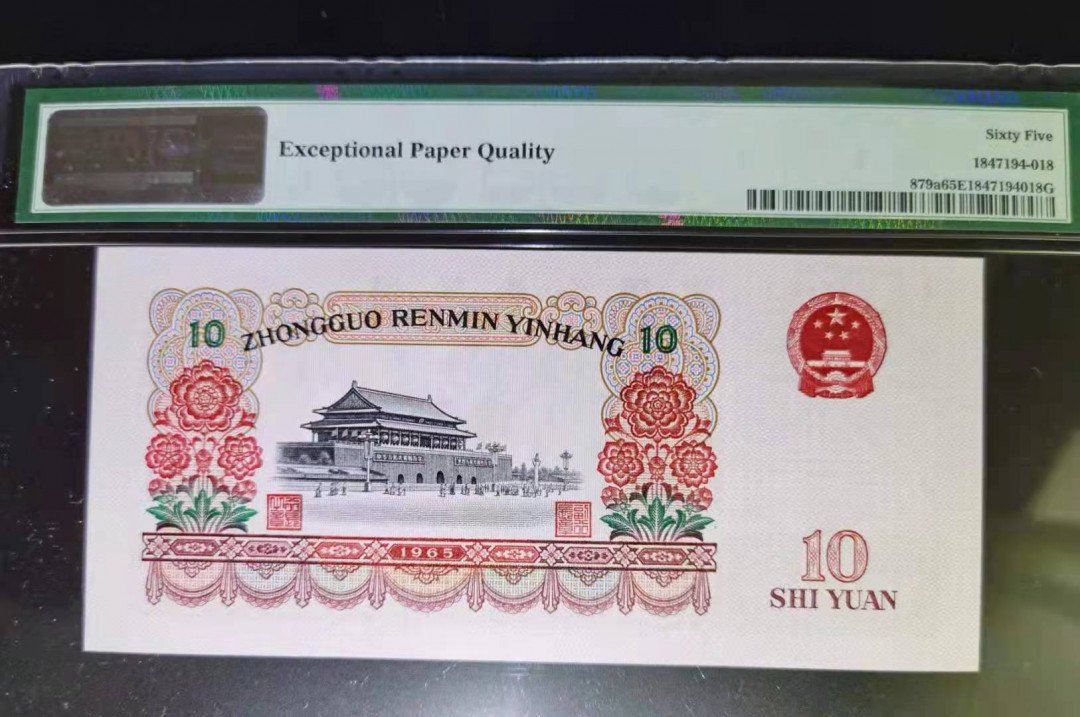 Exceptional Paper Quality
Sixty Five
1847194-018
879a65E1847194018G
10 ZHONGGUO RENMIN YINHANG 10
1965
10
SHI YUAN